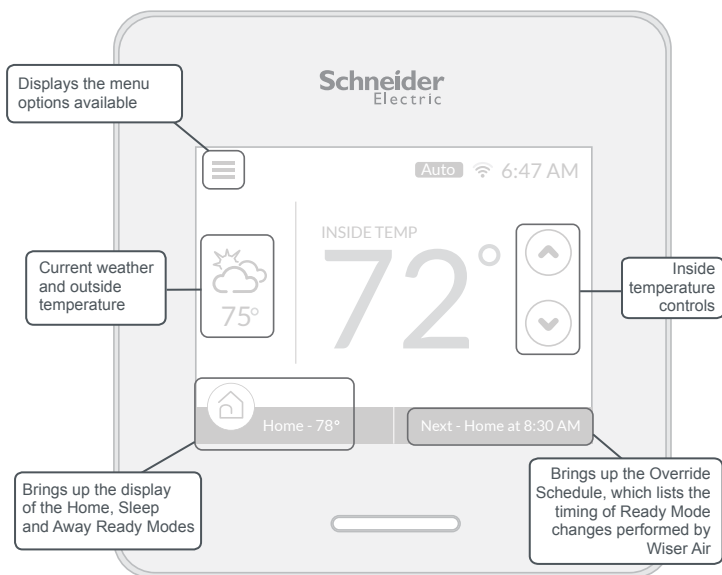 Schneider
Electric
Displays the menu
options available
Auto 6:47 AM
INSIDE TEMP
72°
75°
Current weather
and outside
temperature
Inside
temperature
controls
Home - 78°
Next - Home at 8:30 AM
Brings up the display
of the Home, Sleep
and Away Ready Modes
Brings up the Override
Schedule, which lists the
timing of Ready Mode
changes performed by
Wiser Air